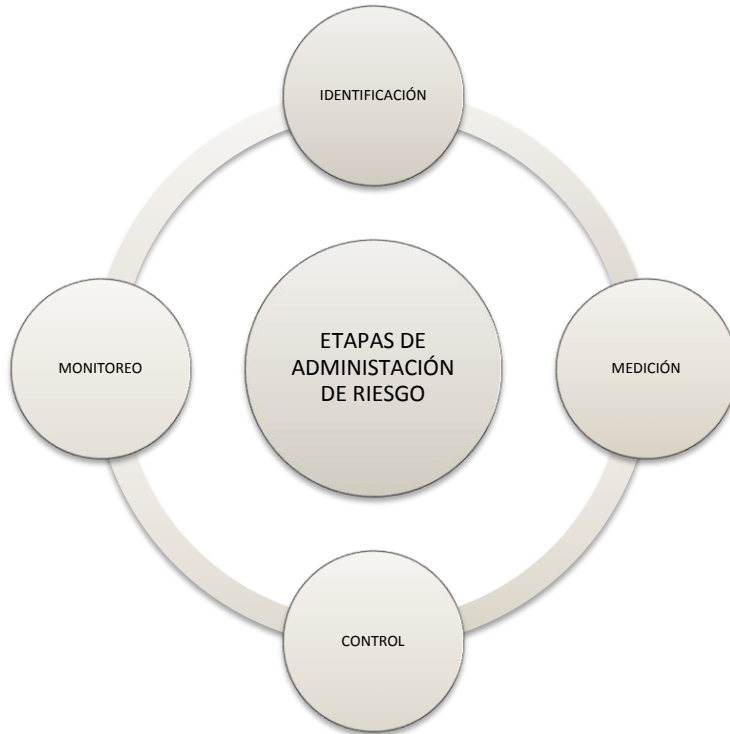 IDENTIFICACIÓN
ETAPAS DE
ADMINISTACIÓN
DE RIESGO
MONITOREO
MEDICIÓN
CONTROL